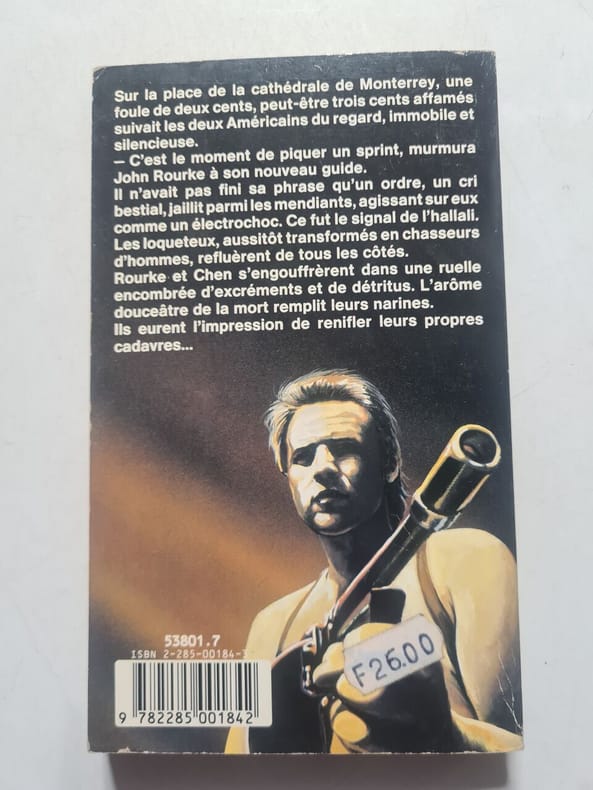 Sur la place de la cathédrale de Monterrey, une
foule de deux cents, peut-être trois cents affamés
suivait les deux Américains du regard, immobile et
silencieuse.
– C'est le moment de piquer un sprint, murmura
John Rourke à son nouveau guide.
Il n'avait pas fini sa phrase qu'un ordre, un cri
bestial, jaillit parmi les mendiants, agissant sur eux
comme un électrochoc. Ce fut le signal de l'hallali.
Les loqueteux, aussitôt transformés en chasseurs
d'hommes, refluèrent de tous les côtés.
Rourke et Chen s'engouffrèrent dans une ruelle
encombrée d'excréments et de détritus. L'arôme
douceâtre de la mort remplit leurs narines.
Ils eurent l'impression de renifler leurs propres
cadavres...
53801.7
ISBN 2-285-00184-3
F26.00
9 782285 001842